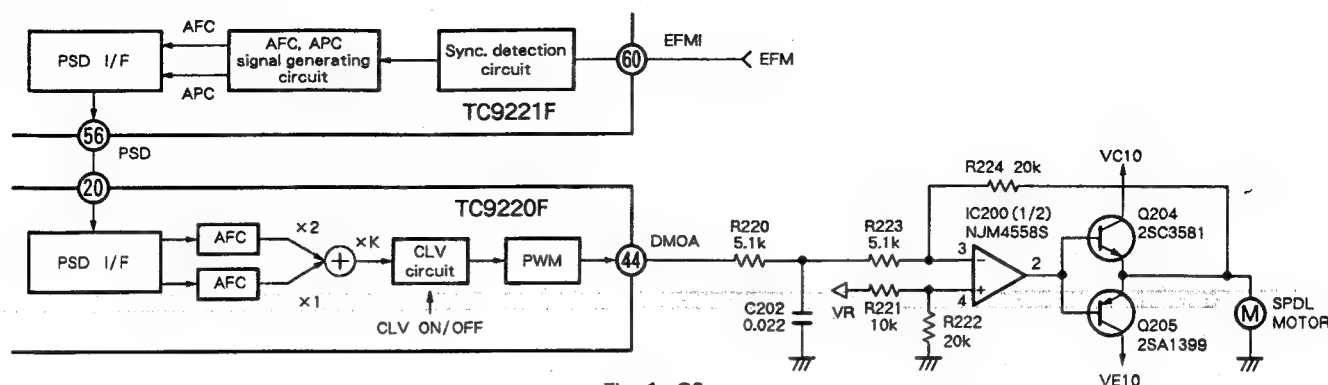 AFC
APC
PSD I/F
AFC, APC
signal generating
circuit
Sync. detection
circuit
60
EFMI
EFM
TC9221F
56
PSD
20
TC9220F
PSD I/F
AFC
AFC
×2
×1
×K
CLV
circuit
CLV ON/OFF
PWM
44
DMOA
R220
5.1k
C202
0.022
R223
5.1k
VR
R221
10k
R222
20k
R224 20k
IC200 (1/2)
NJM4558S
3
−
4
+
2
VC10
Q204
2SC3581
Q205
2SA1399
VE10
M
SPDL
MOTOR